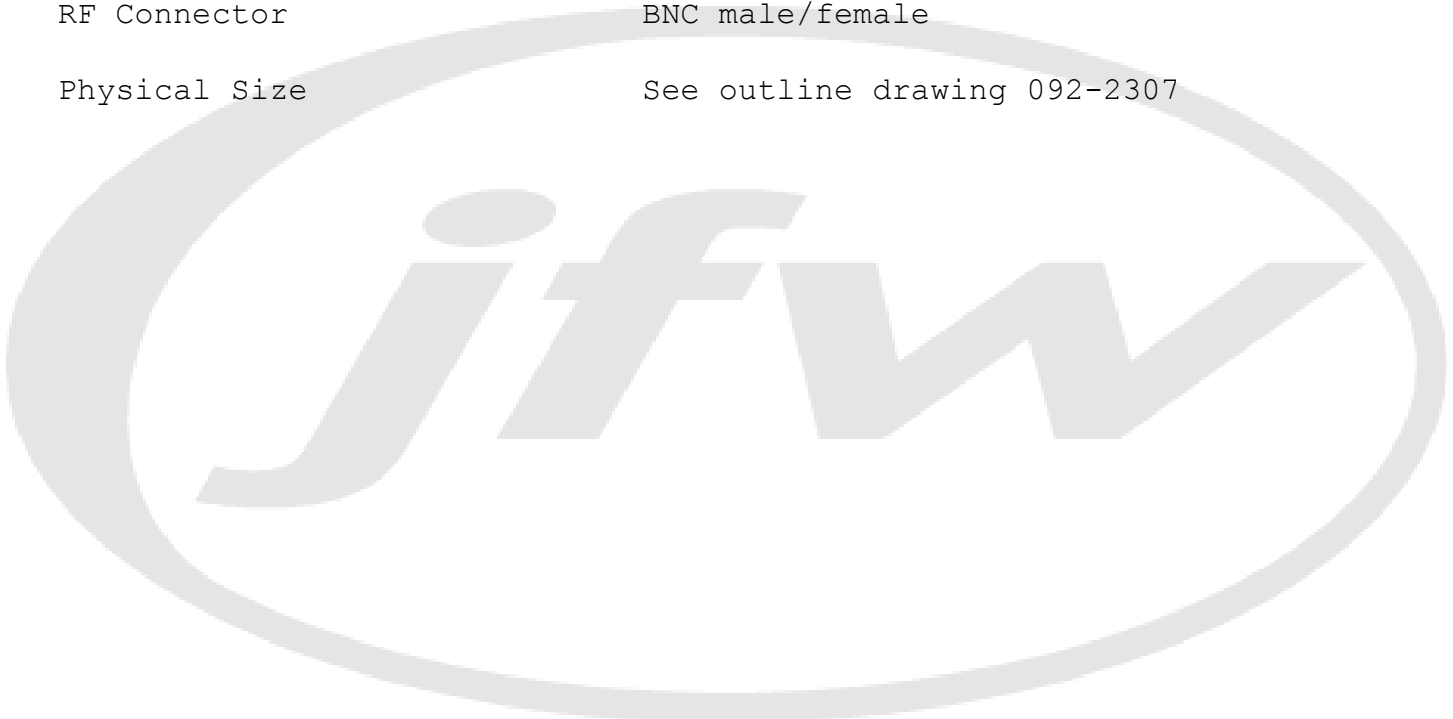 RF Connector BNC male/female
Physical Size See outline drawing 092-2307
jfw